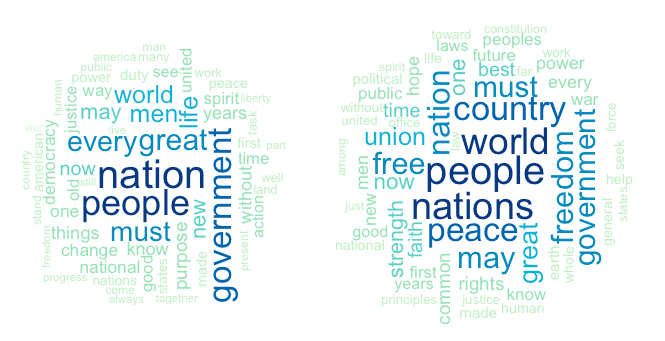 man
america many
public
power duty see
way
world
may men
every great
now
nation
old
people
one
must
things
change know
national
nations
come
always together
progress
good
states
purpose
made
new
government
without
action
present
land
well
time
first part
task
years
liberty
spirit
peace
work
united
life
justice
human
democracy
american
war
country
stand
still
live
freedom
constitution
toward
laws
peoples
future
work
spirit life
hope
one
best
far
power
political
public
must
every
without
time
country
war
united
office
union
nation
law
world
free
people
among
men
now
just
new
nations
good
national
strength
faith
peace
may
great
first
years
common
rights
principles
justice
made
know
human
earth
whole
freedom
government
general
states
help
seek
force